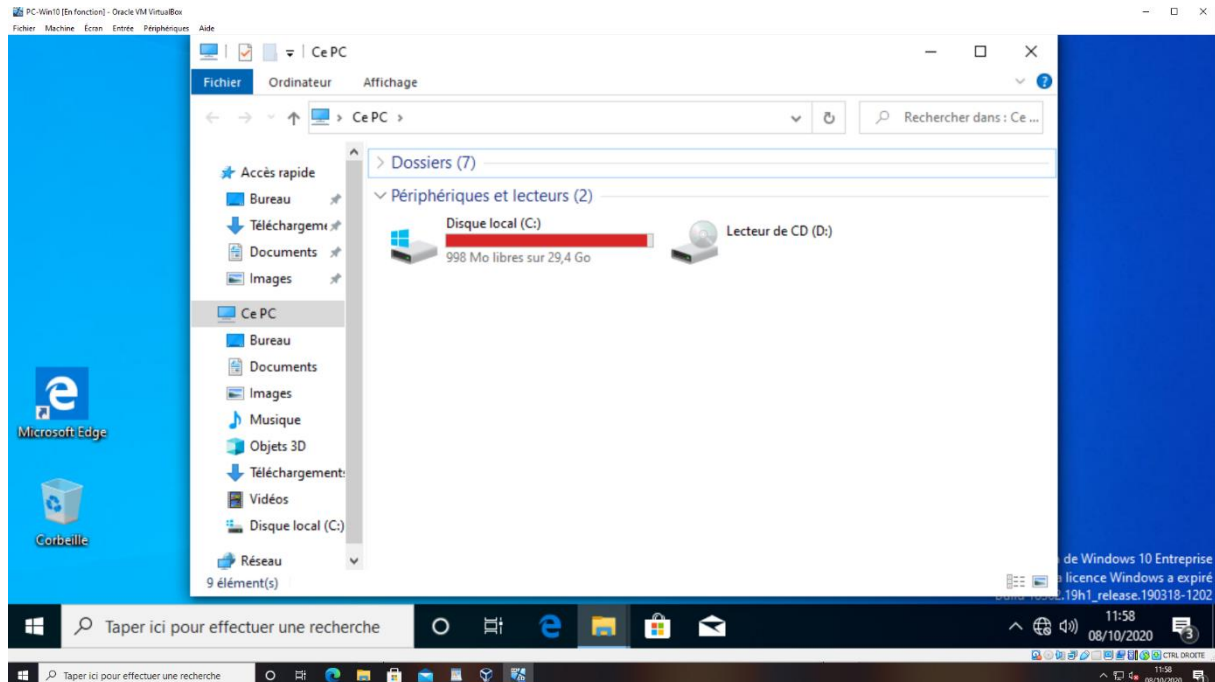 PC-Win10 [En fonction] - Oracle VM VirtualBox
Fichier Machine Écran Entrée Périphériques Aide
Ce PC
Fichier Ordinateur Affichage
Ce PC
Rechercher dans : Ce ...
Accès rapide
Bureau
Téléchargeme
Documents
Images
Ce PC
Bureau
Documents
Images
Musique
Objets 3D
Téléchargements
Vidéos
Disque local (C:)
Réseau
9 élément(s)
Dossiers (7)
Périphériques et lecteurs (2)
Disque local (C:)
998 Mo libres sur 29,4 Go
Lecteur de CD (D:)
Microsoft Edge
Corbeille
de Windows 10 Entreprise
licence Windows a expiré
.19h1_release.190318-1202
Taper ici pour effectuer une recherche
11:58
08/10/2020
3
CTRL DROITE
Taper ici pour effectuer une recherche
11:58
08/10/2020